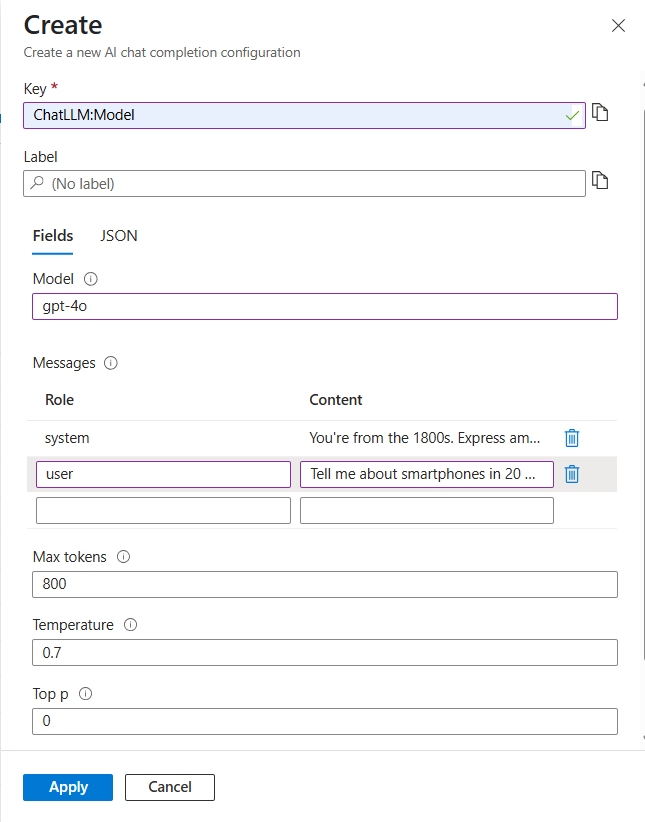 Create
Create a new AI chat completion configuration
Key *
ChatLLM:Model
Label
(No label)
Fields JSON
Model
gpt-4o
Messages
Role Content
system You're from the 1800s. Express am...
user Tell me about smartphones in 20 ...
Max tokens
800
Temperature
0.7
Top p
0
Apply Cancel